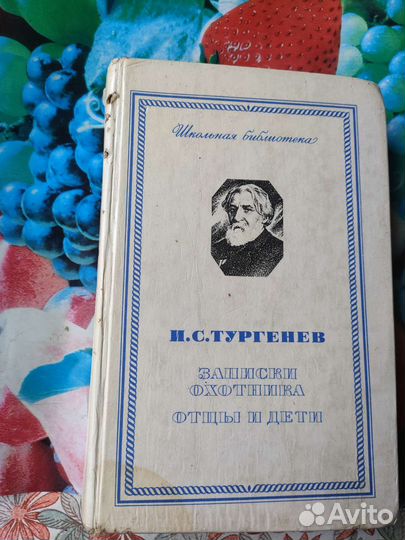 Школьная библиотека
И.С.ТУРГЕНЕВ
ЗАПИСКИ
ОХОТНИКА
ОТЦЫ И ДЕТИ
Avito